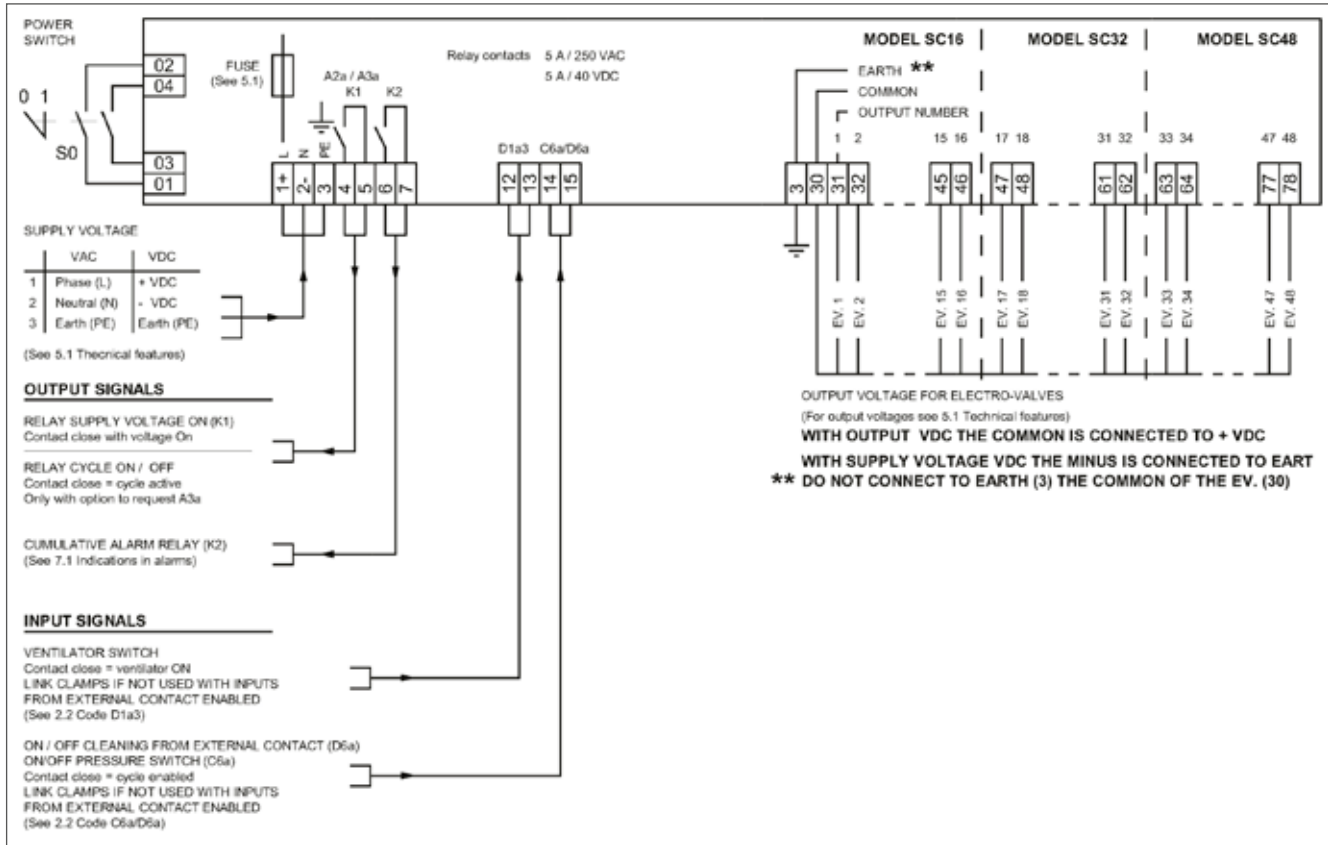 POWER
SWITCH
0 1
S0
02
04
03
01
FUSE
(See 5.1)
A2a / A3a
K1 K2
L N PE
1+ 2- 3 4 5 6 7
Relay contacts 5 A / 250 VAC
5 A / 40 VDC
D1a3 C6a/D6a
12 13 14 15
MODEL SC16 MODEL SC32 MODEL SC48
EARTH **
COMMON
OUTPUT NUMBER
1 2 15 16 17 18 31 32 33 34 47 48
3 30 31 32 45 46 47 48 61 62 63 64 77 78
EV. 1 EV. 2 EV. 15 EV. 16 EV. 17 EV. 18 EV. 31 EV. 32 EV. 33 EV. 34 EV. 47 EV. 48
SUPPLY VOLTAGE
VAC VDC
1 Phase (L) + VDC
2 Neutral (N) - VDC
3 Earth (PE) Earth (PE)
(See 5.1 Thecnical features)
OUTPUT SIGNALS
RELAY SUPPLY VOLTAGE ON (K1)
Contact close with voltage On
RELAY CYCLE ON / OFF
Contact close = cycle active
Only with option to request A3a
CUMULATIVE ALARM RELAY (K2)
(See 7.1 Indications in alarms)
INPUT SIGNALS
VENTILATOR SWITCH
Contact close = ventilator ON
LINK CLAMPS IF NOT USED WITH INPUTS
FROM EXTERNAL CONTACT ENABLED
(See 2.2 Code D1a3)
ON / OFF CLEANING FROM EXTERNAL CONTACT (D6a)
ON/OFF PRESSURE SWITCH (C6a)
Contact close = cycle enabled
LINK CLAMPS IF NOT USED WITH INPUTS
FROM EXTERNAL CONTACT ENABLED
(See 2.2 Code C6a/D6a)
OUTPUT VOLTAGE FOR ELECTRO-VALVES
(For output voltages see 5.1 Technical features)
WITH OUTPUT VDC THE COMMON IS CONNECTED TO + VDC
WITH SUPPLY VOLTAGE VDC THE MINUS IS CONNECTED TO EART
** DO NOT CONNECT TO EARTH (3) THE COMMON OF THE EV. (30)